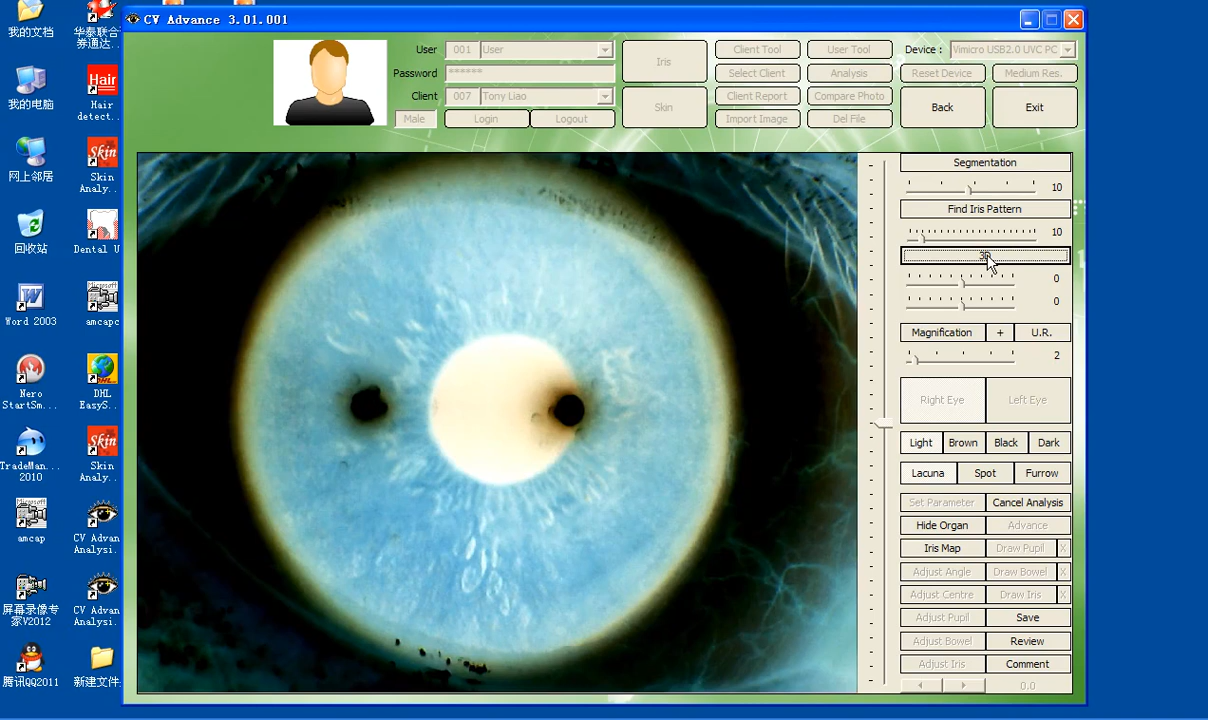 我的文档
华泰联合
券通达...
我的电脑
Hair
Hair
detect...
网上邻居
Skin
Skin
Analy...
回收站
Dental U
Word 2003
Microsoft
amcapc
Nero
StartSm...
DHL
DHL
EasyS...
TradeMan...
2010
Skin
Skin
Analy...
Microsoft
amcap
CV Advan
Analysi.
屏幕录像专
家V2012
CV Advan
Analysi.
腾讯QQ2011
新建文件
CV Advance 3.01.001
User 001 User
Password ******
Client 007 Tony Liao
Male Login Logout
Iris
Skin
Client Tool User Tool
Select Client Analysis
Client Report Compare Photo
Import Image Del File
Device : Vimicro USB2.0 UVC PC
Reset Device Medium Res.
Back Exit
Segmentation
10
Find Iris Pattern
10
3D
0
0
Magnification + U.R.
2
Right Eye Left Eye
Light Brown Black Dark
Lacuna Spot Furrow
Set Parameter Cancel Analysis
Hide Organ Advance
Iris Map Draw Pupil X
Adjust Angle Draw Bowel X
Adjust Centre Draw Iris X
Adjust Pupil Save
Adjust Bowel Review
Adjust Iris Comment
0.0